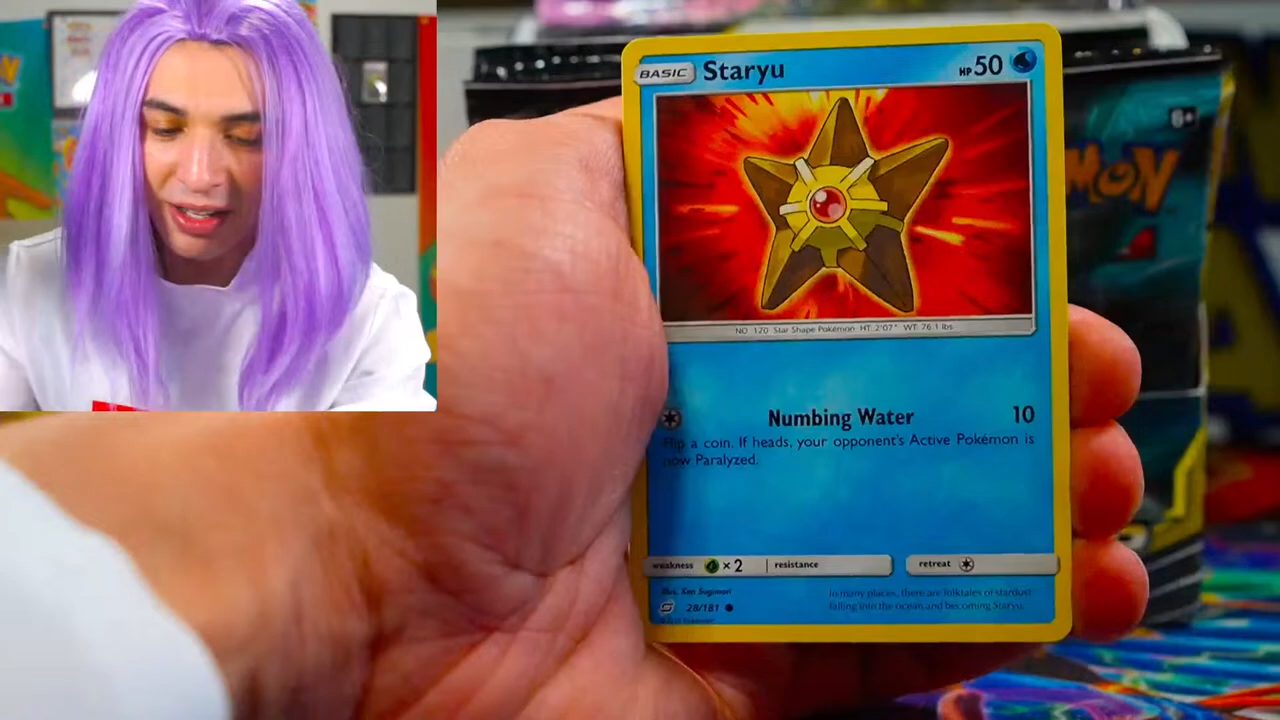 BASIC Staryu HP 50
6+
MON
NO. 170 Star Shape Pokémon HT: 2'07" WT: 76.1 lbs
Numbing Water 10
Flip a coin. If heads, your opponent's Active Pokémon is
now Paralyzed.
weakness ×2 resistance retreat
Illus. Ken Sugimori
28/181
In many places, there are folktales of stardust
falling into the ocean and becoming Staryu.